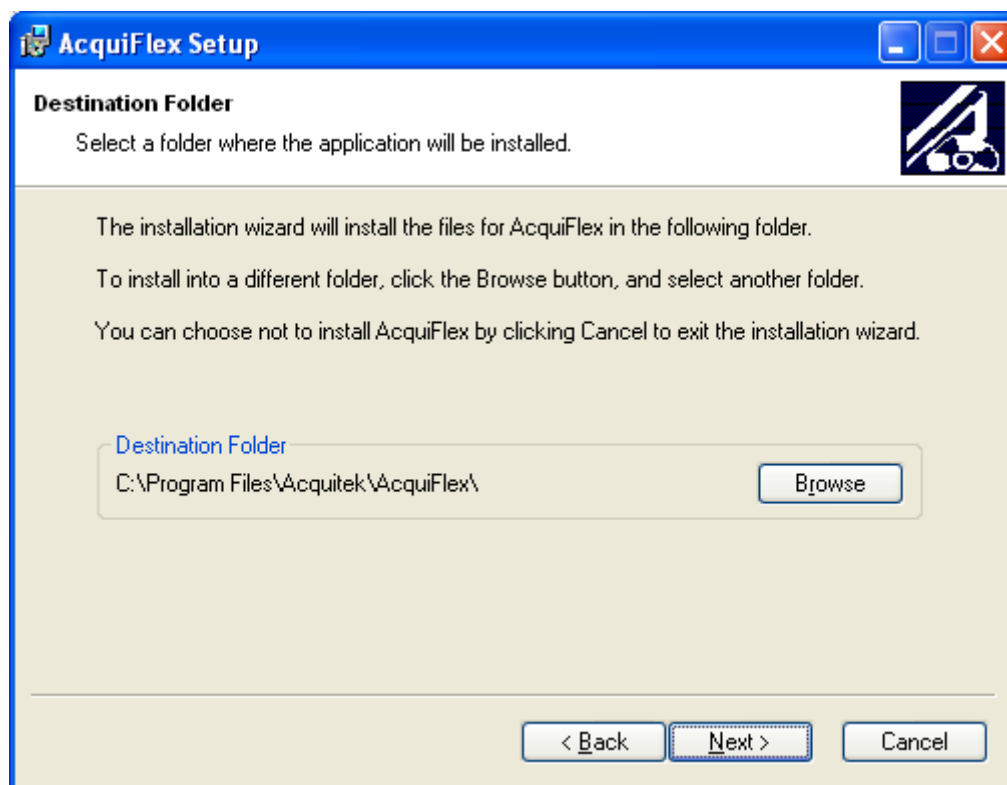 AcquiFlex Setup
Destination Folder
Select a folder where the application will be installed.
The installation wizard will install the files for AcquiFlex in the following folder.
To install into a different folder, click the Browse button, and select another folder.
You can choose not to install AcquiFlex by clicking Cancel to exit the installation wizard.
Destination Folder
C:\Program Files\Acquitek\AcquiFlex\
Browse
< Back
Next >
Cancel